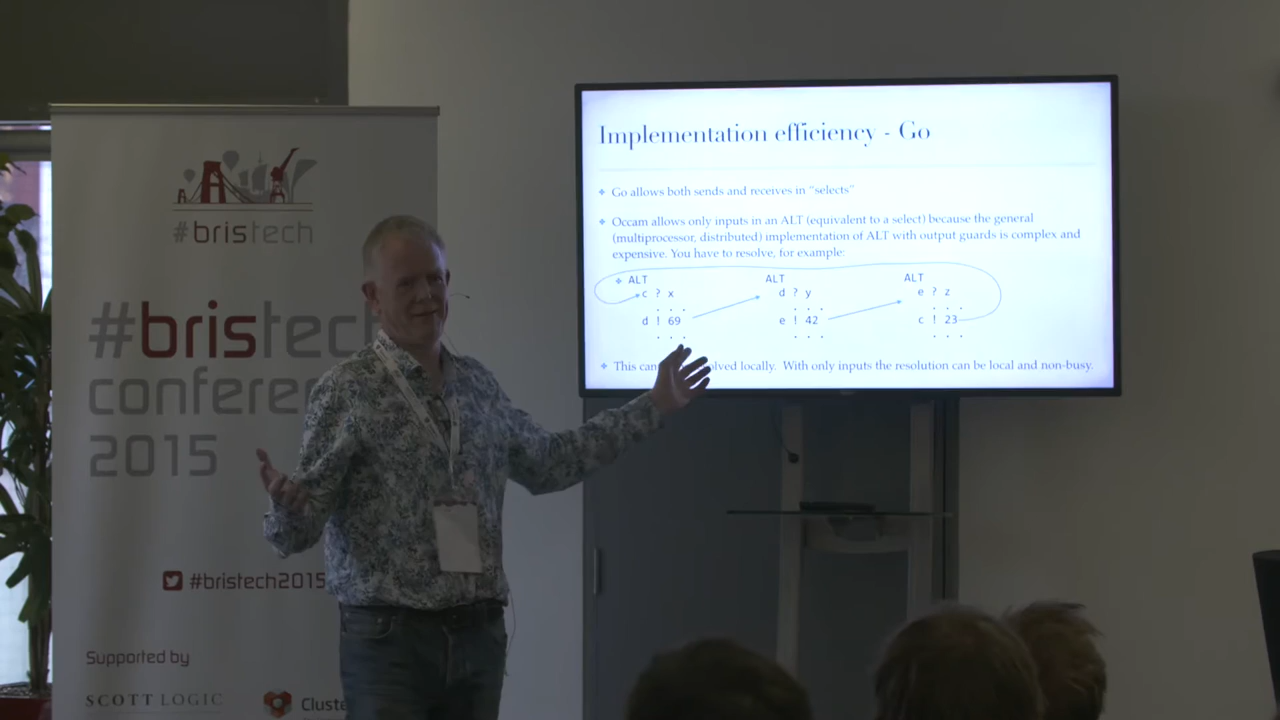 #bristech
#bristech
confere
2015
#bristech2015
Supported by
SCOTT LOGIC
Cluste
Implementation efficiency - Go
❖ Go allows both sends and receives in “selects”
❖ Occam allows only inputs in an ALT (equivalent to a select) because the general
(multiprocessor, distributed) implementation of ALT with output guards is complex and
expensive. You have to resolve, for example:
❖ ALT ALT ALT
c ? x d ? y e ? z
. . . . . . . . .
d ! 69 e ! 42 c ! 23
. . . . . . . . .
❖ This can lved locally. With only inputs the resolution can be local and non-busy.